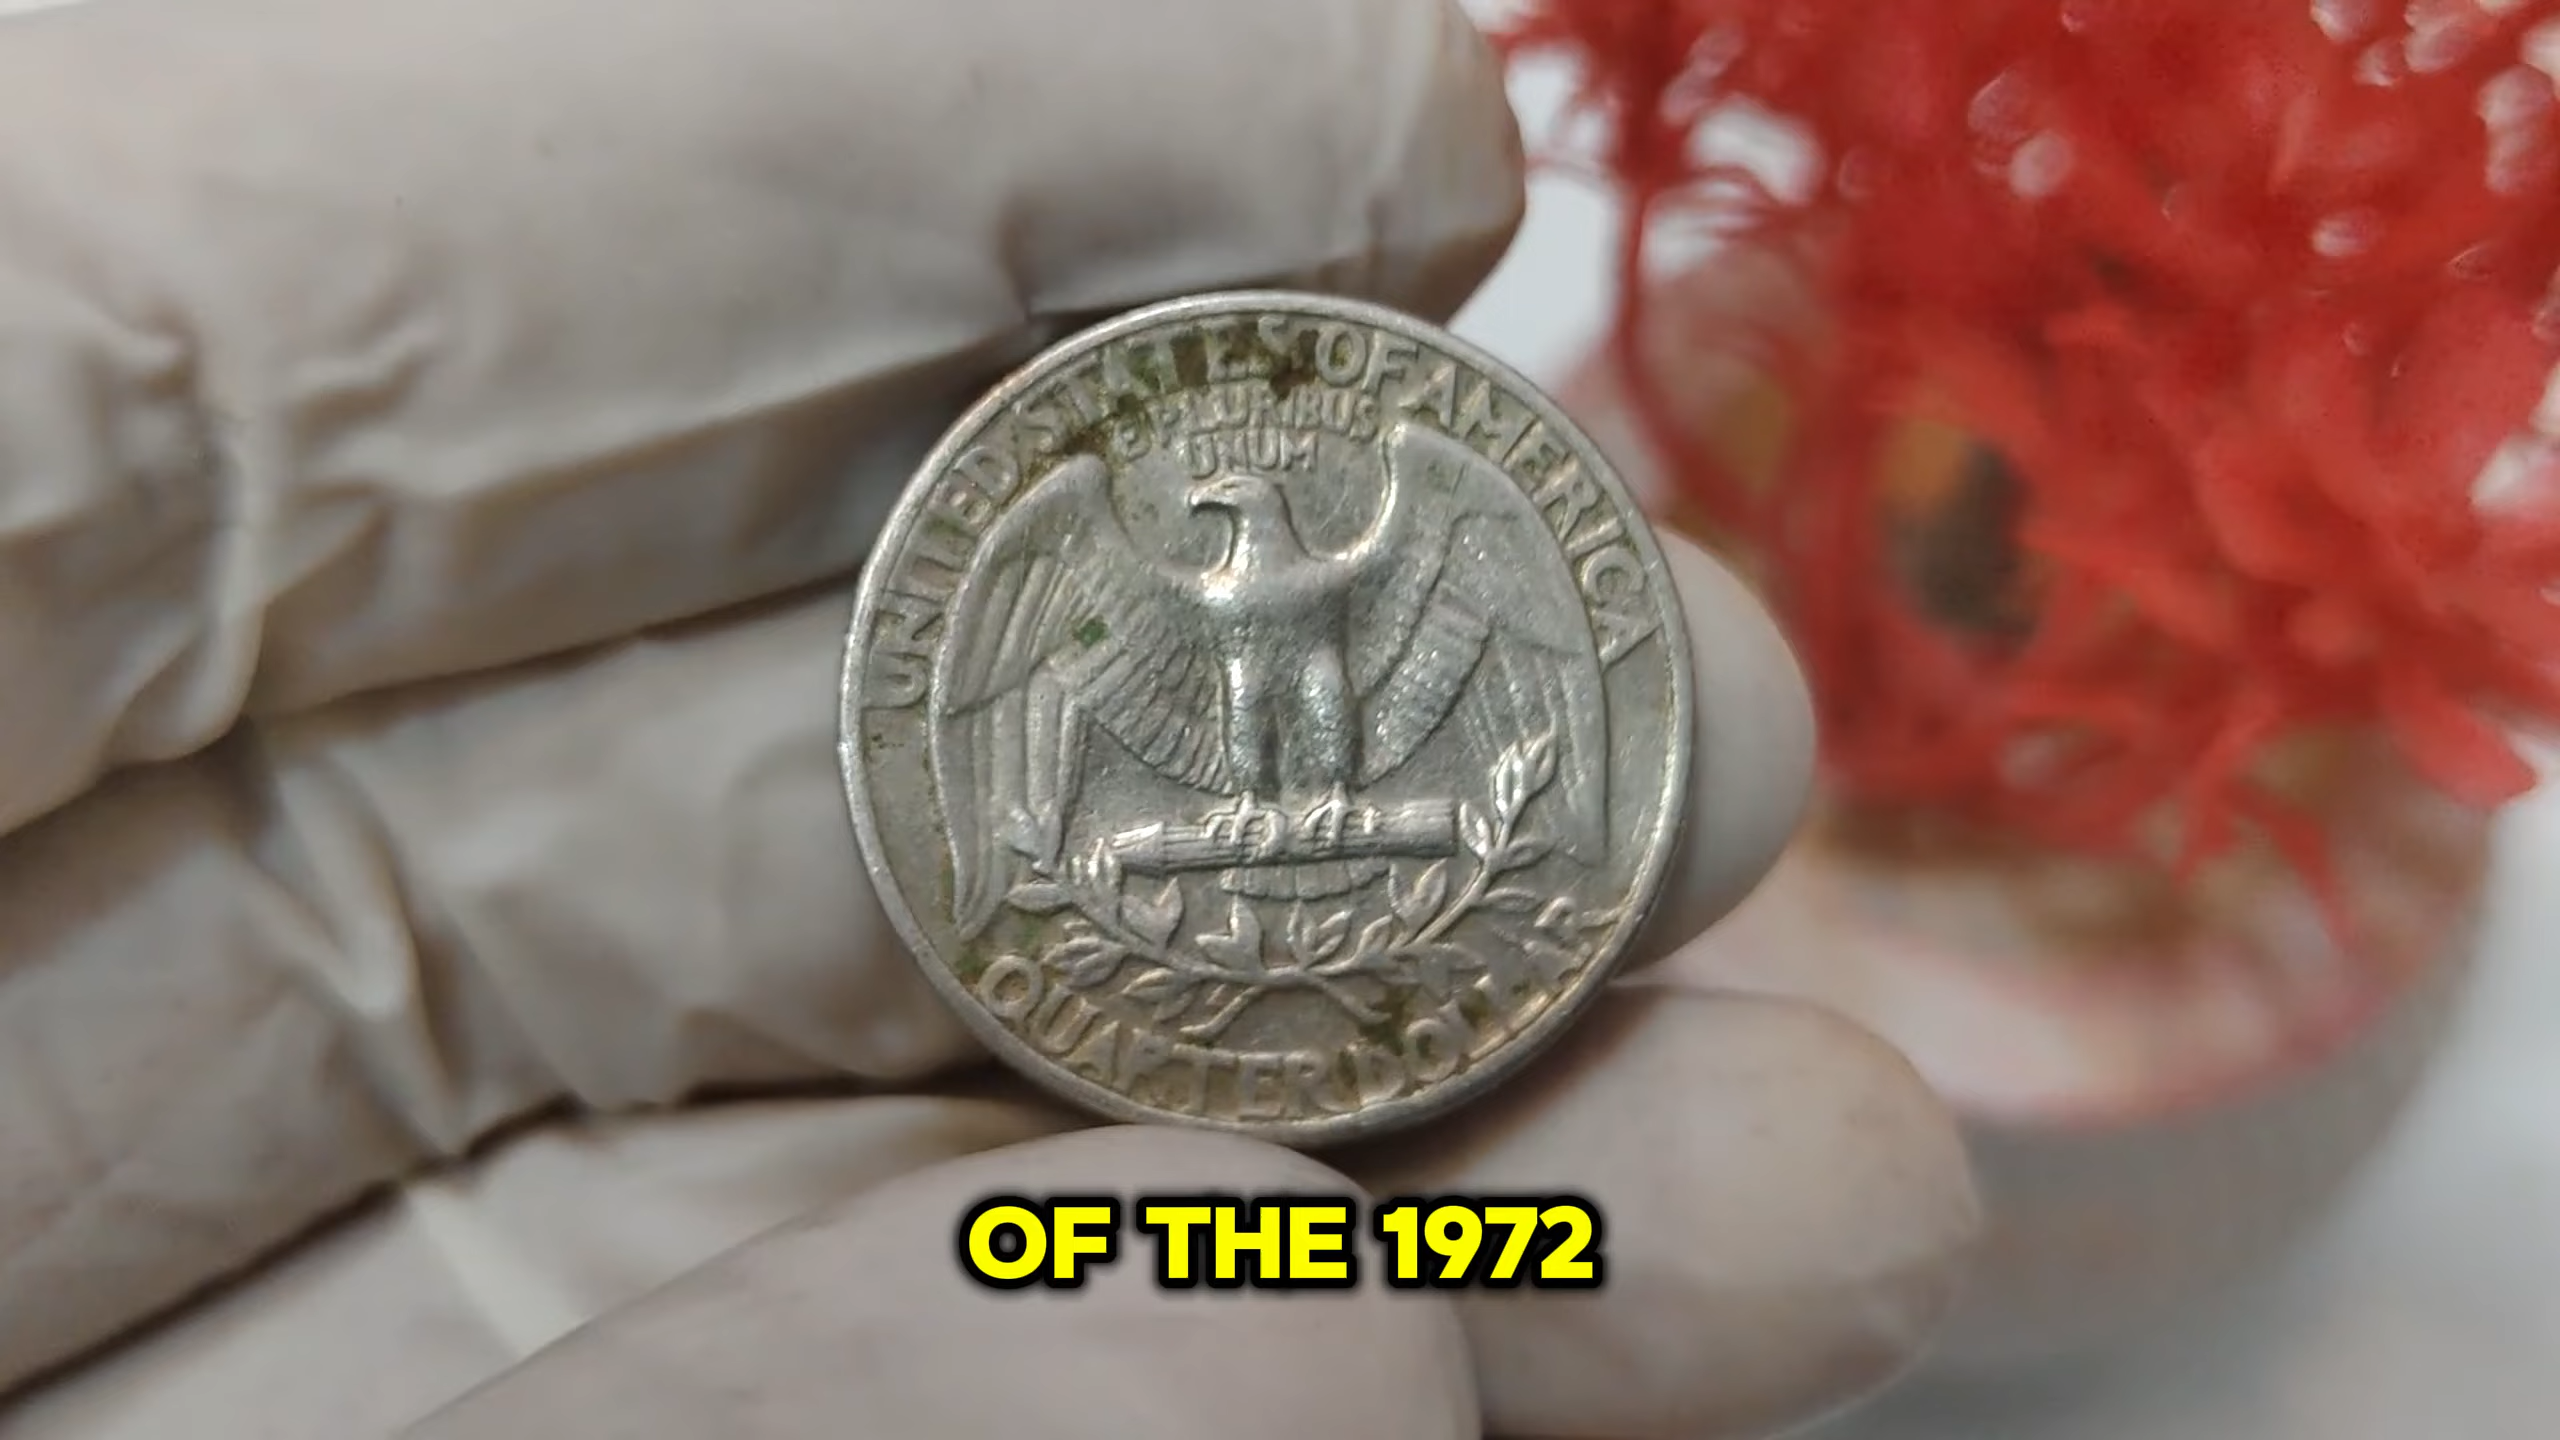 UNITED STATES OF AMERICA
E PLURIBUS
UNUM
QUARTER DOLLAR
OF THE 1972